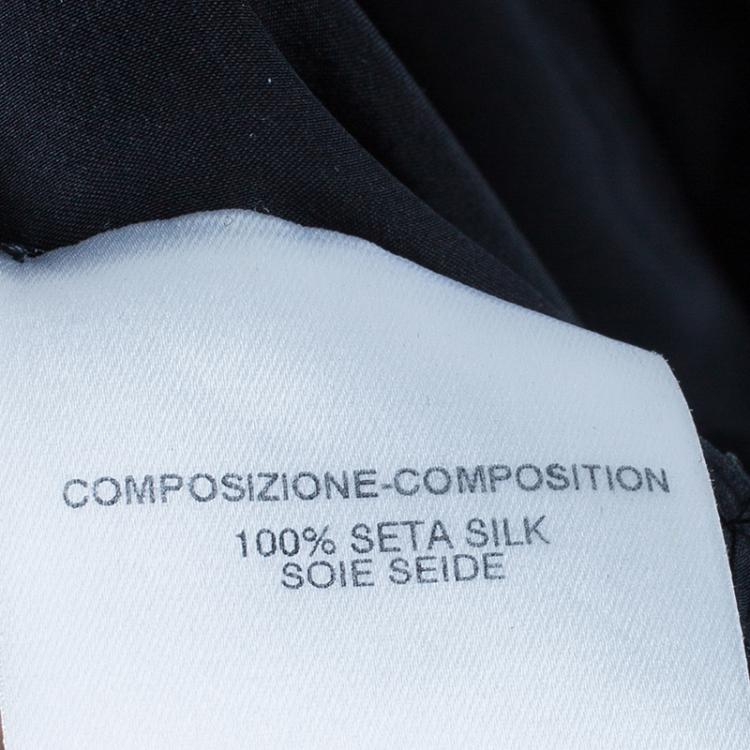 COMPOSIZIONE-COMPOSITION
100% SETA SILK
SOIE SEIDE